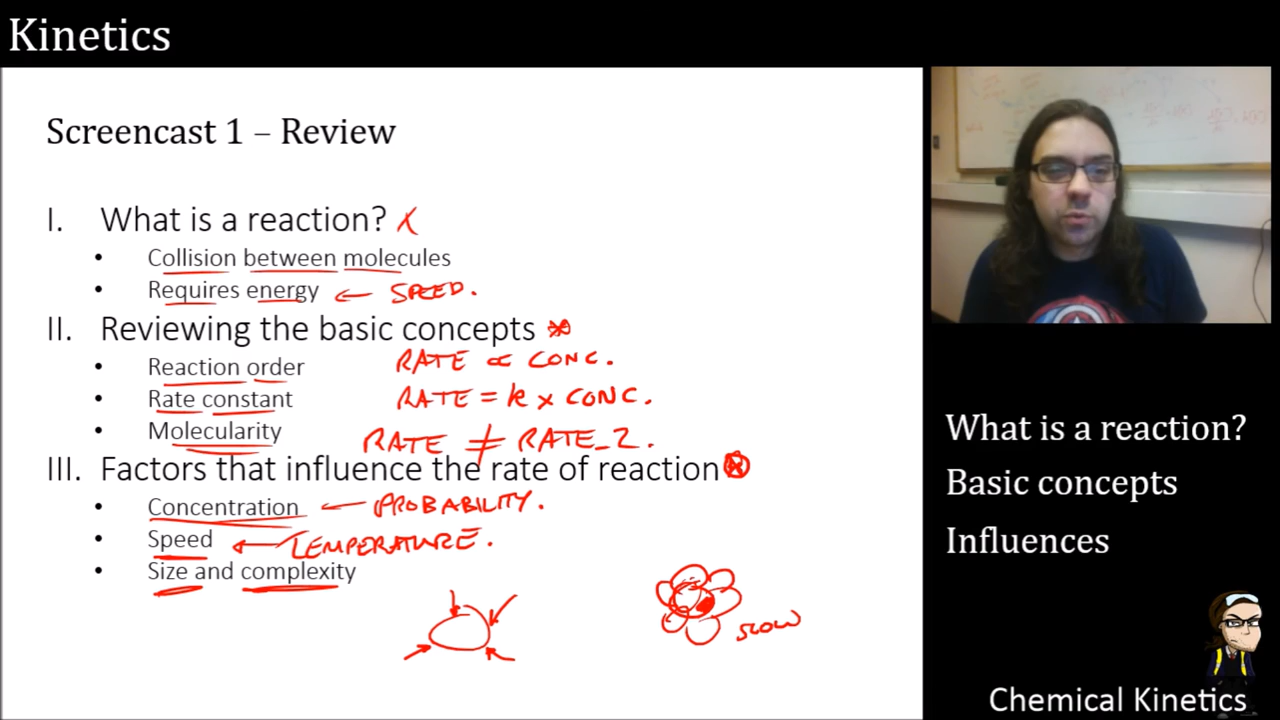 Kinetics
Screencast 1 – Review
I. What is a reaction?
• Collision between molecules
• Requires energy ← SPEED.
II. Reviewing the basic concepts *
• Reaction order RATE ∝ CONC.
• Rate constant RATE = k x CONC.
• Molecularity RATE ≠ RATE_2.
III. Factors that influence the rate of reaction
• Concentration ← PROBABILITY.
• Speed ← TEMPERATURE.
• Size and complexity
SLOW
What is a reaction?
Basic concepts
Influences
Chemical Kinetics